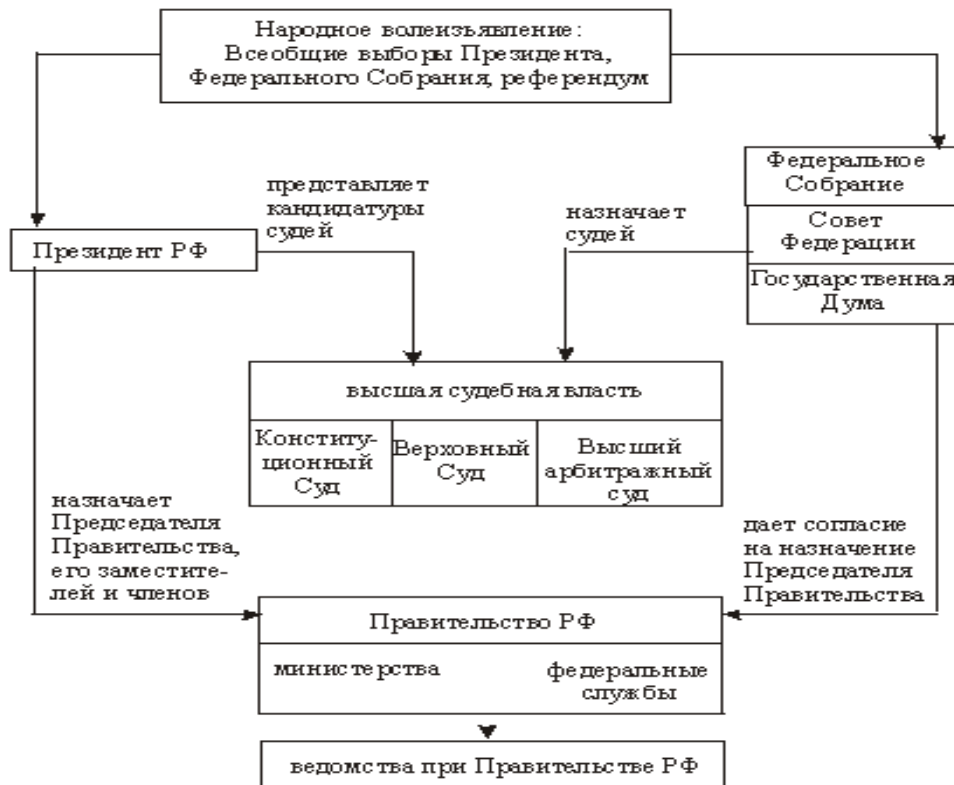 Народное волеизъявление:
Всеобщие выборы Президента,
Федерального Собрания, референдум
Федеральное
Собрание
Совет
Федерации
Государственная
Дума
представляет
кандидатуры
судей
назначает
судей
Президент РФ
высшая судебная власть
Конституу-
ционный
Суд
Верховный
Суд
Высший
арбитражный
суд
назначает
Председателя
Правительства,
его заместите-
лей и членов
дает согласие
на назначение
Председателя
Правительства
Правительство РФ
министерства
федеральные
службы
ведомства при Правительстве РФ